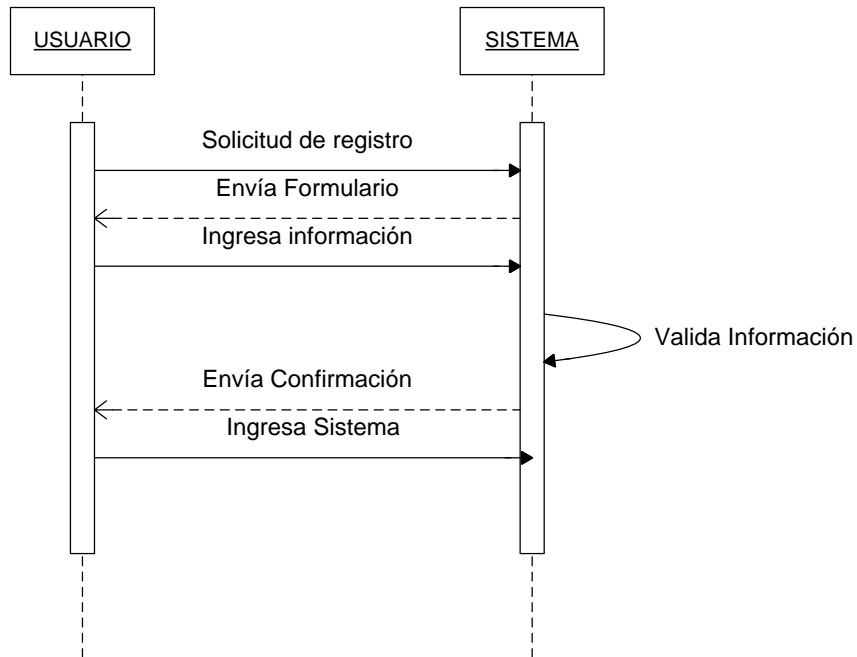 USUARIO
SISTEMA
Solicitud de registro
Envía Formulario
Ingresa información
Valida Información
Envía Confirmación
Ingresa Sistema